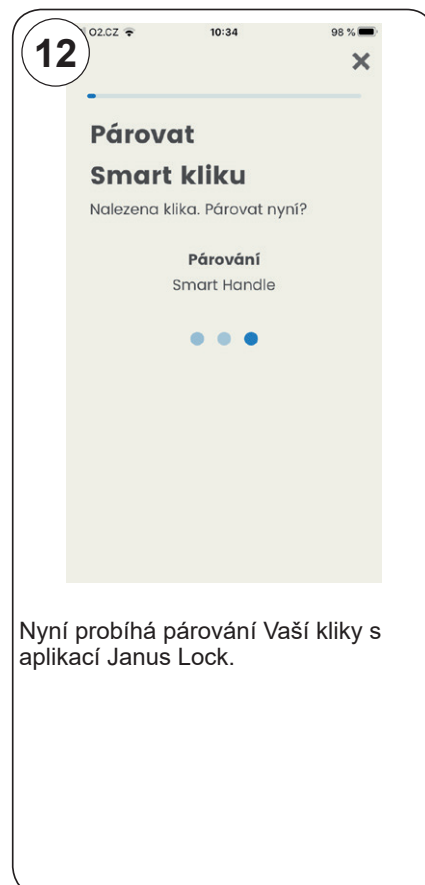 12
O2.CZ 10:34 98 %
Párovat
Smart kliku
Nalezena klika. Párovat nyní?
Párování
Smart Handle
Nyní probíhá párování Vaší kliky s
aplikací Janus Lock.